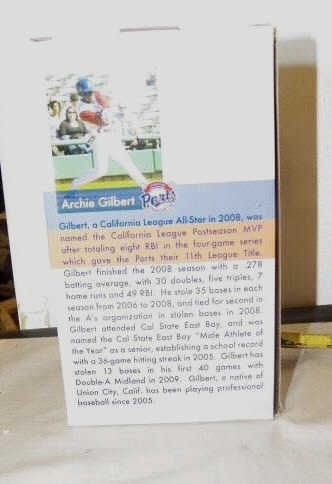 Archie Gilbert Ports
Gilbert, a California League All-Star in 2008, was
named the California League Postseason MVP
after totaling eight RBI in the four-game series
which gave the Ports their 11th League Title.
Gilbert finished the 2008 season with a .278
batting average, with 30 doubles, five triples, 7
home runs and 49 RBI. He stole 35 bases in each
season from 2006 to 2008, and tied for second in
the A's organization in stolen bases in 2008.
Gilbert attended Cal State East Bay, and was
named the Cal State East Bay "Male Athlete of
the Year" as a senior, establishing a school record
with a 36-game hitting streak in 2005. Gilbert has
stolen 13 bases in his first 40 games with
Double-A Midland in 2009. Gilbert, a native of
Union City, Calif. has been playing professional
baseball since 2005.